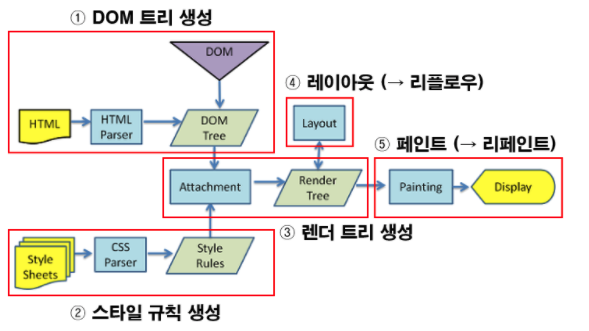 ① DOM 트리 생성
DOM
HTML
HTML
Parser
DOM
Tree
④ 레이아웃 (→ 리플로우)
Layout
⑤ 페인트 (→ 리페인트)
Attachment
Render
Tree
Painting
Display
③ 렌더 트리 생성
Style
Sheets
CSS
Parser
Style
Rules
② 스타일 규칙 생성